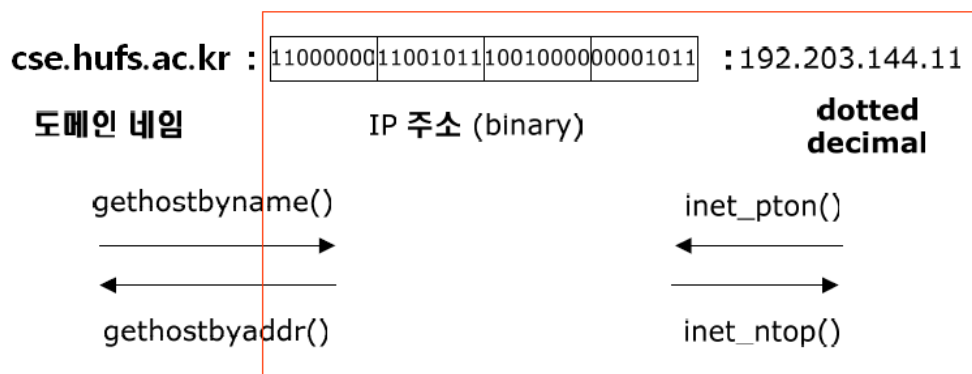 cse.hufs.ac.kr : 11000000 11001011 10010000 00001011 :192.203.144.11
도메인 네임 IP 주소 (binary) dotted decimal
gethostbyname() inet_pton()
gethostbyaddr() inet_ntop()